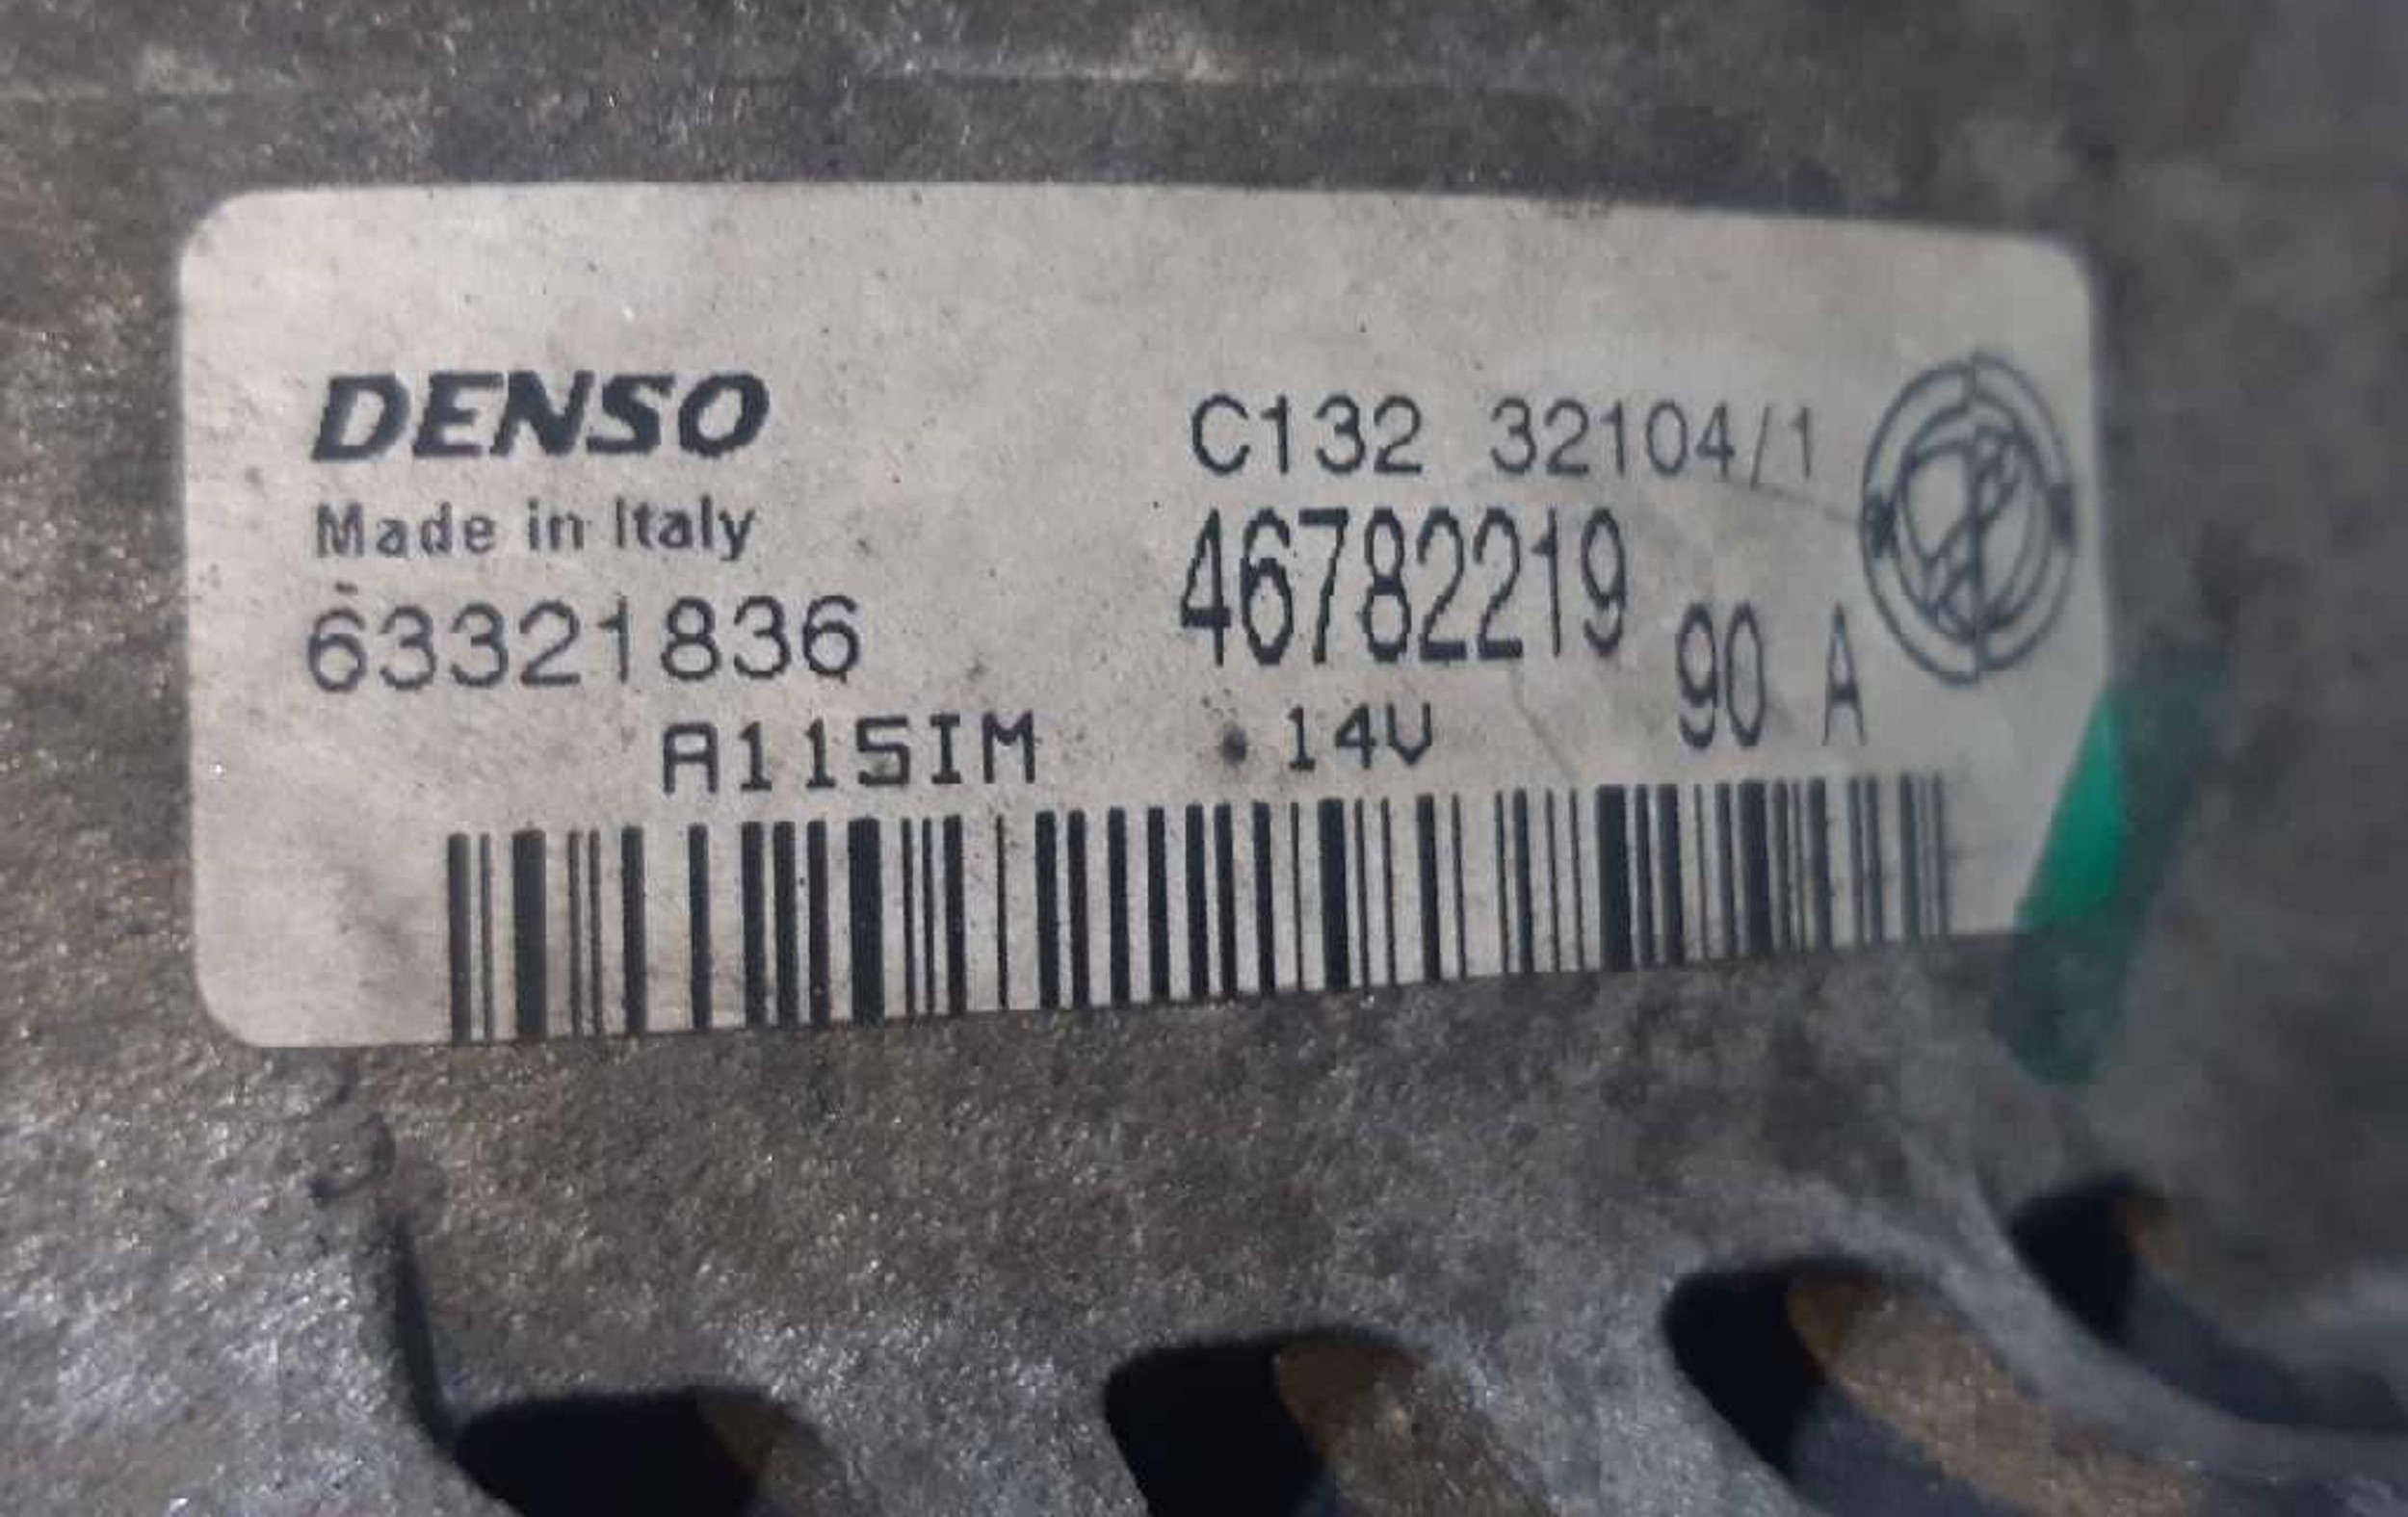 DENSO
Made in Italy
63321836
C132 32104/1
46782219
90 A
A115IM
14V